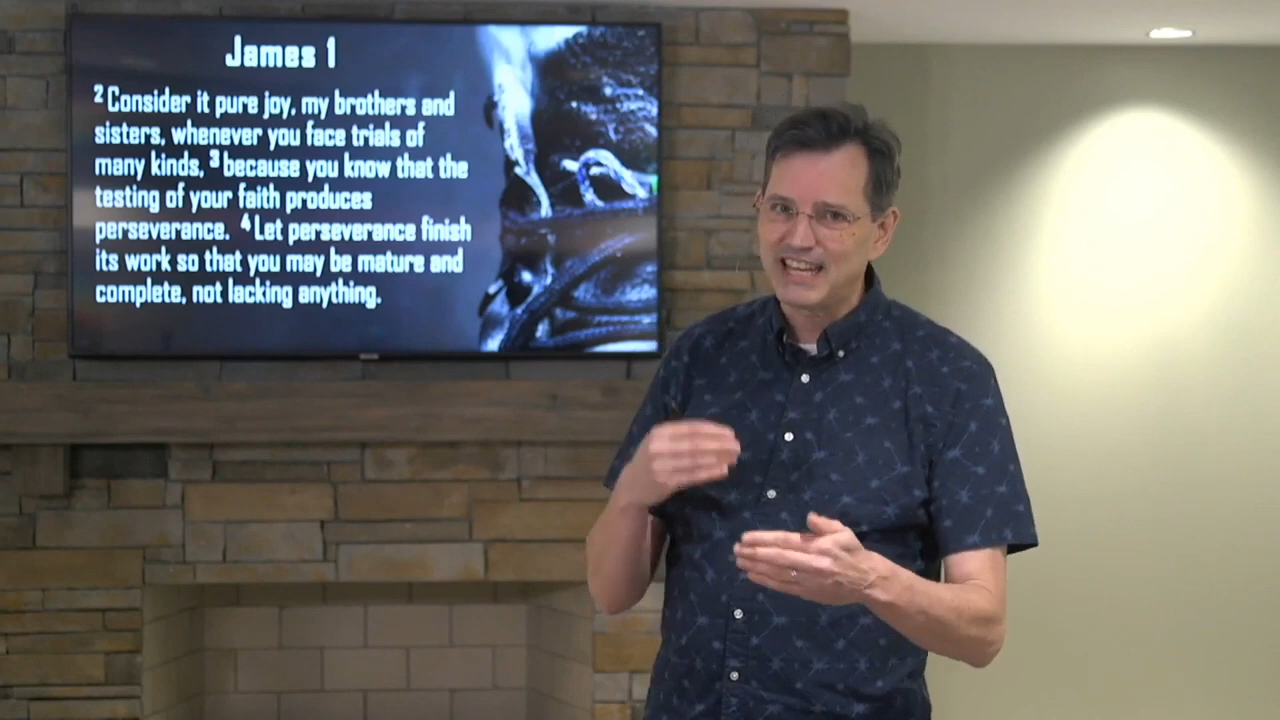 James 1
2 Consider it pure joy, my brothers and
sisters, whenever you face trials of
many kinds, 3 because you know that the
testing of your faith produces
perseverance. 4 Let perseverance finish
its work so that you may be mature and
complete, not lacking anything.